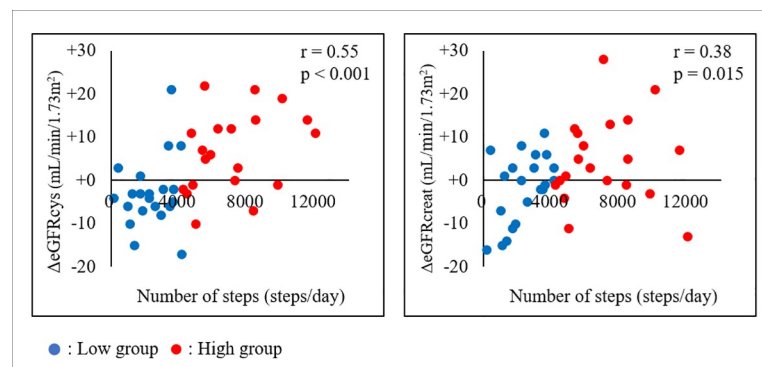 +30
r = 0.55
p < 0.001
+20
+10
+0
0
4000
8000
12000
-10
-20
ΔeGFRcys (mL/min/1.73m²)
Number of steps (steps/day)
+30
r = 0.38
p = 0.015
+20
+10
+0
0
4000
8000
12000
-10
-20
ΔeGFRcreat (mL/min/1.73m²)
Number of steps (steps/day)
: Low group : High group